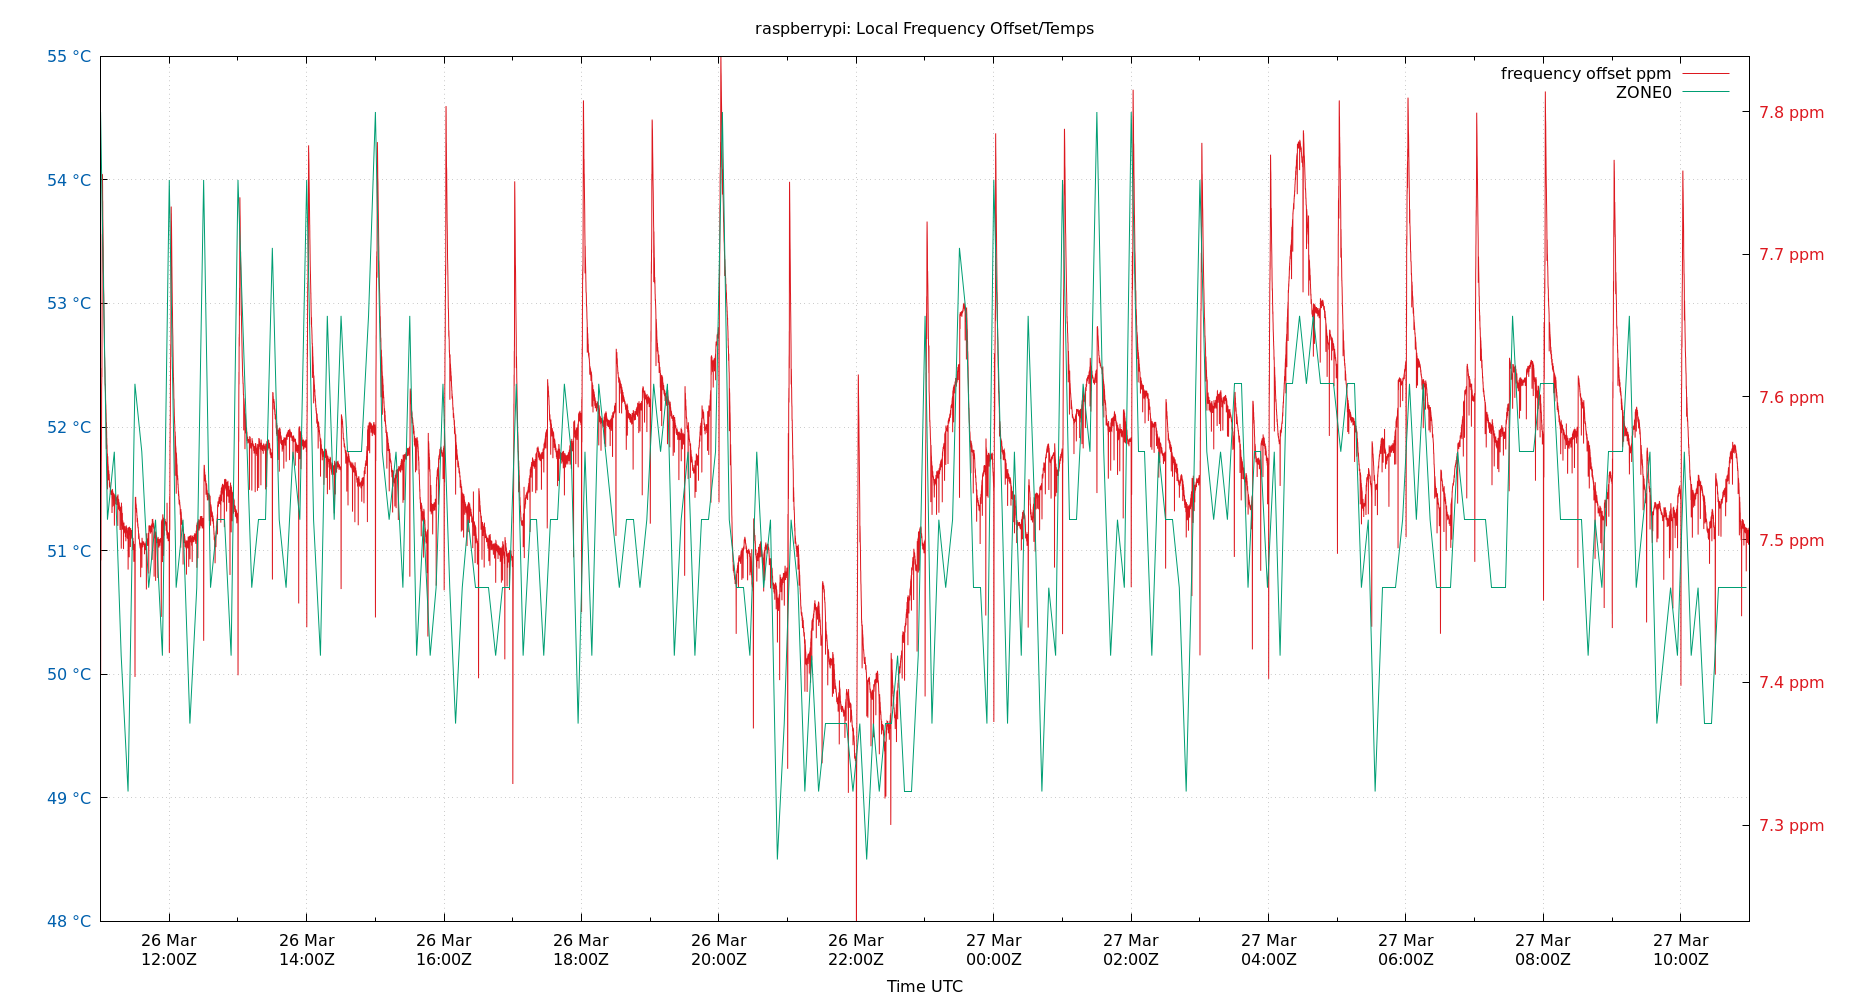 raspberrypi: Local Frequency Offset/Temps
55 °C
54 °C
53 °C
52 °C
51 °C
50 °C
49 °C
48 °C
frequency offset ppm
ZONE0
7.8 ppm
7.7 ppm
7.6 ppm
7.5 ppm
7.4 ppm
7.3 ppm
26 Mar
12:00Z
26 Mar
14:00Z
26 Mar
16:00Z
26 Mar
18:00Z
26 Mar
20:00Z
26 Mar
22:00Z
27 Mar
00:00Z
27 Mar
02:00Z
27 Mar
04:00Z
27 Mar
06:00Z
27 Mar
08:00Z
27 Mar
10:00Z
Time UTC